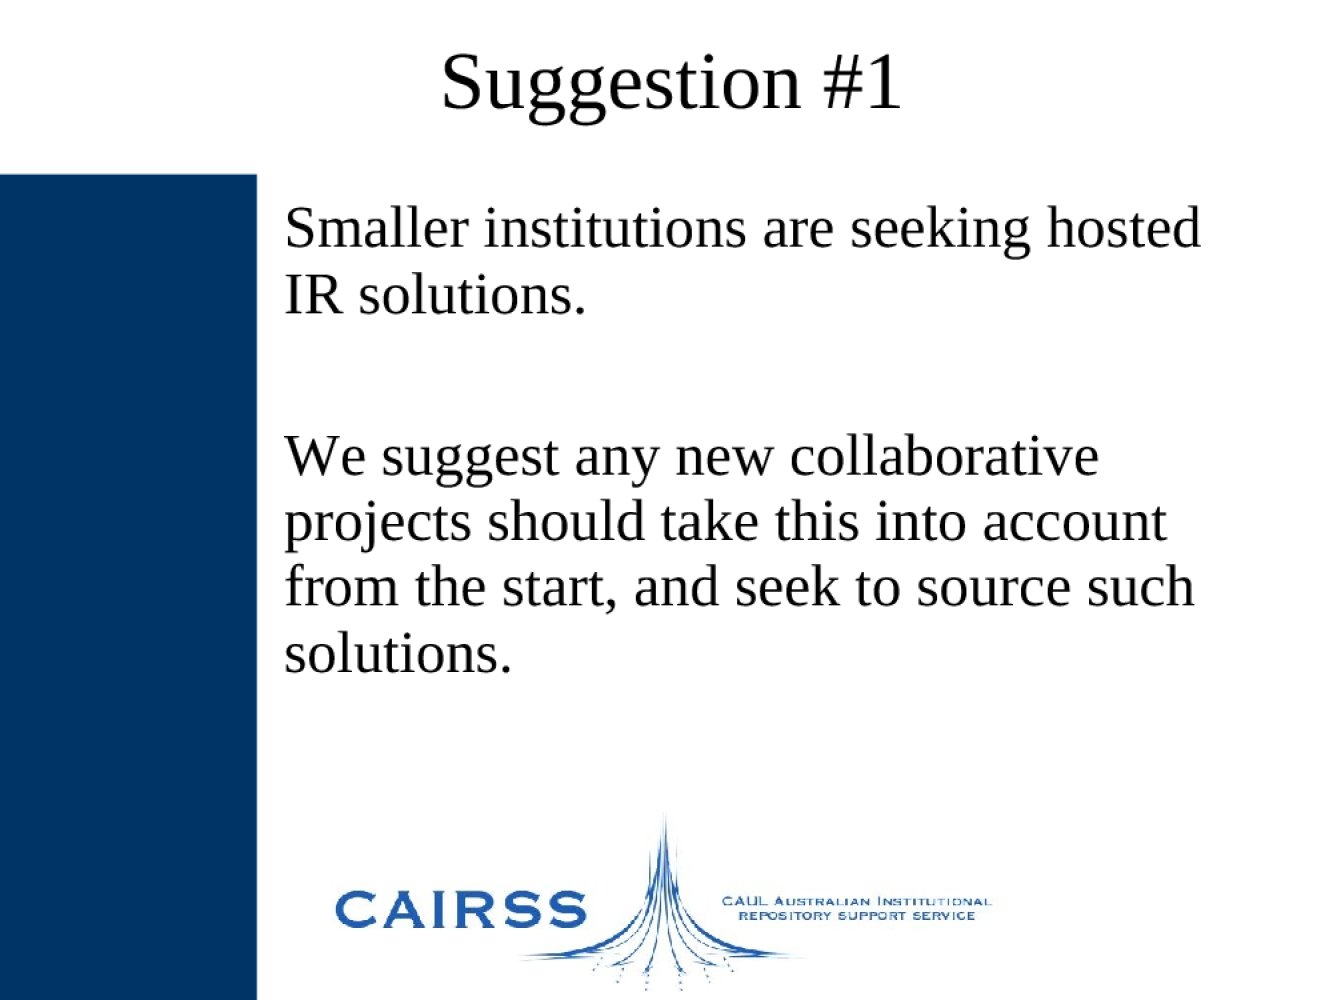 Suggestion #1
Smaller institutions are seeking hosted
IR solutions.
We suggest any new collaborative
projects should take this into account
from the start, and seek to source such
solutions.
CAIRSS
CAUL AUSTRALIAN INSTITUTIONAL
REPOSITORY SUPPORT SERVICE